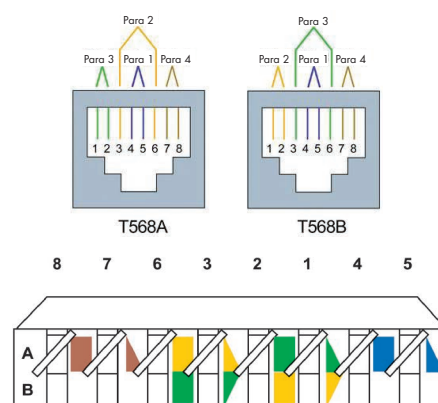 Para 2
Para 3 Para 1 Para 4
1 2 3 4 5 6 7 8
T568A
Para 3
Para 2 Para 1 Para 4
1 2 3 4 5 6 7 8
T568B
8 7 6 3 2 1 4 5
A
B